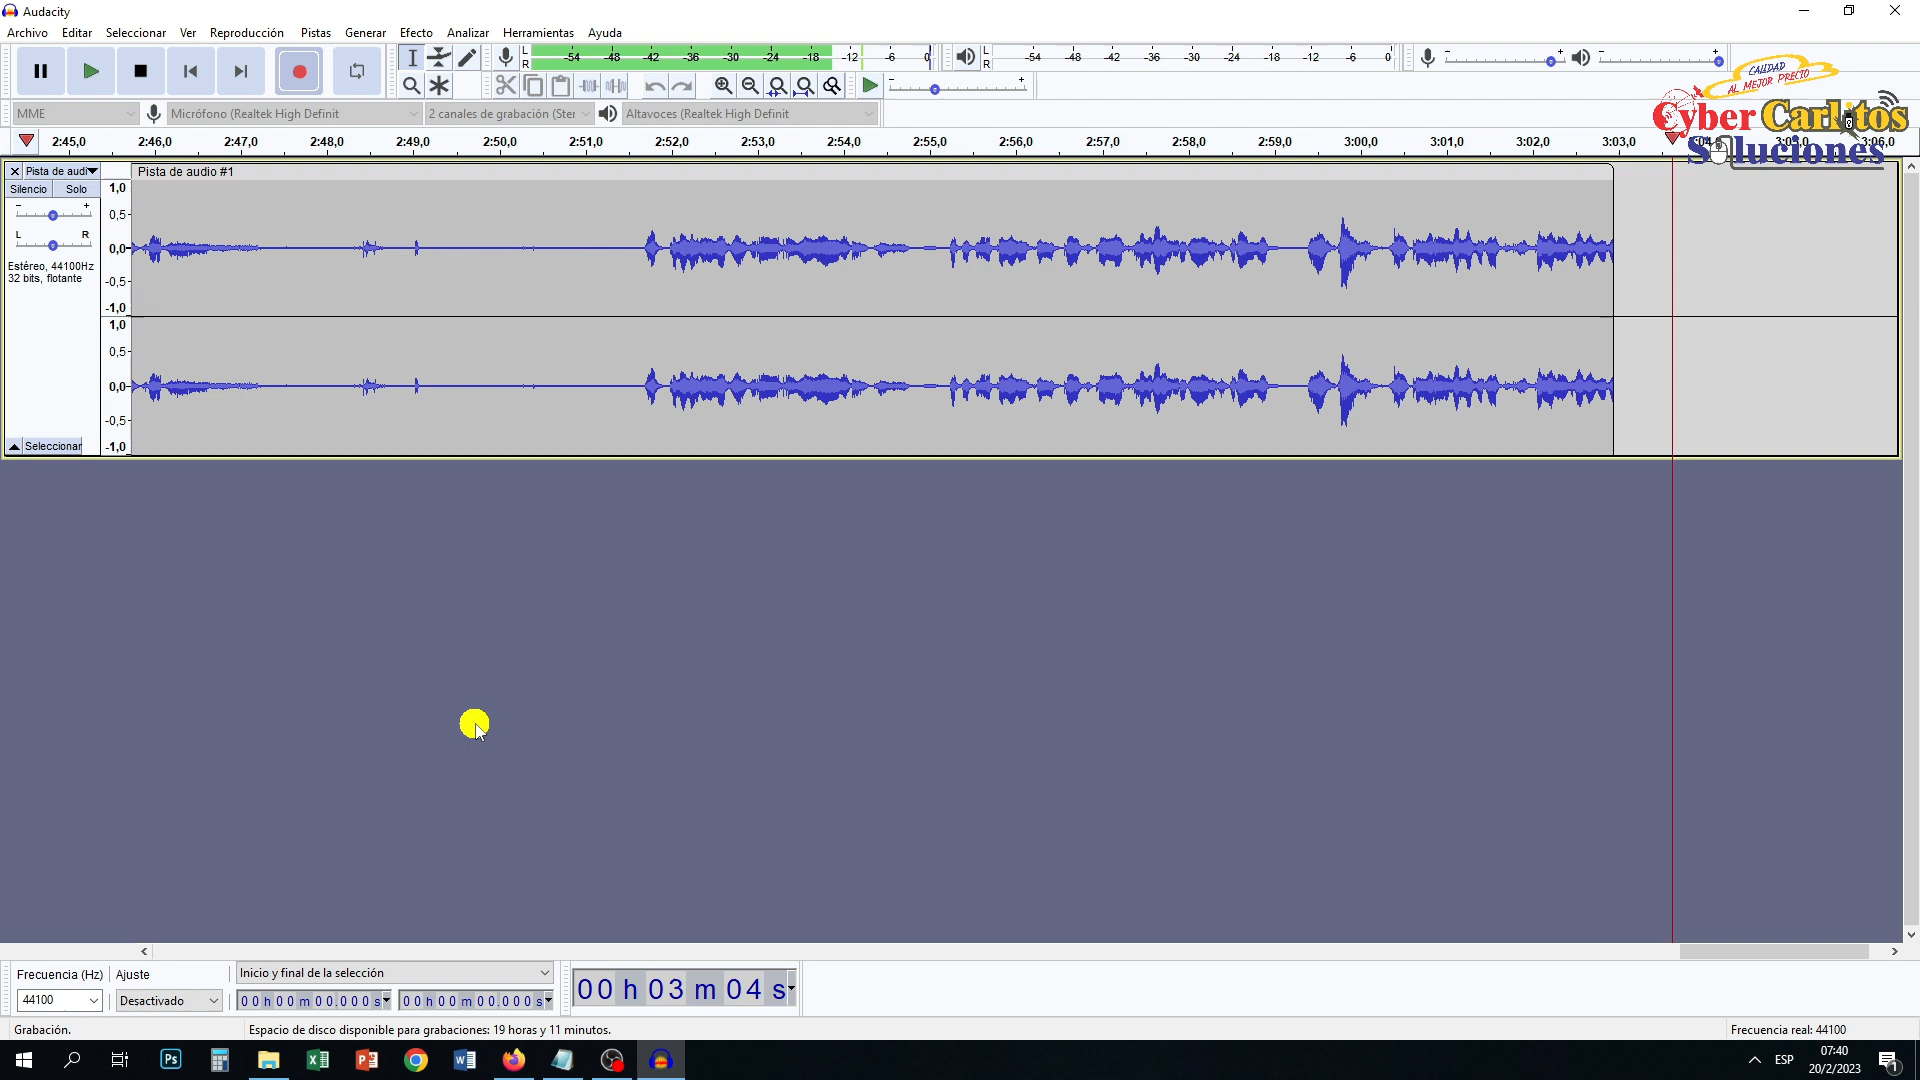 Audacity
Archivo Editar Seleccionar Ver Reproducción Pistas Generar Efecto Analizar Herramientas Ayuda
L -54 -48 -42 -36 -30 -24 -18 -12 -6 0 L -54 -48 -42 -36 -30 -24 -18 -12 -6 0 - + - +
R R
- +
CALIDAD
AL MEJOR PRECIO
Cyber Carlitos
Soluciones
MME Micrófono (Realtek High Definit 2 canales de grabación (Ster Altavoces (Realtek High Definit
2:45,0 2:46,0 2:47,0 2:48,0 2:49,0 2:50,0 2:51,0 2:52,0 2:53,0 2:54,0 2:55,0 2:56,0 2:57,0 2:58,0 2:59,0 3:00,0 3:01,0 3:02,0 3:03,0 3:05,0 3:06,0
Pista de audi Pista de audio #1
Silencio Solo 1,0
- + 0,5
L R 0,0
Estéreo, 44100Hz
32 bits, flotante -0,5
-1,0
1,0
0,5
0,0
-0,5
Seleccionar -1,0
Frecuencia (Hz) Ajuste Inicio y final de la selección
44100 Desactivado 00h00m00.000s 00h00m00.000s 00 h 03 m 04 s
Grabación. Espacio de disco disponible para grabaciones: 19 horas y 11 minutos. Frecuencia real: 44100
Ps ESP 07:40
20/2/2023 1